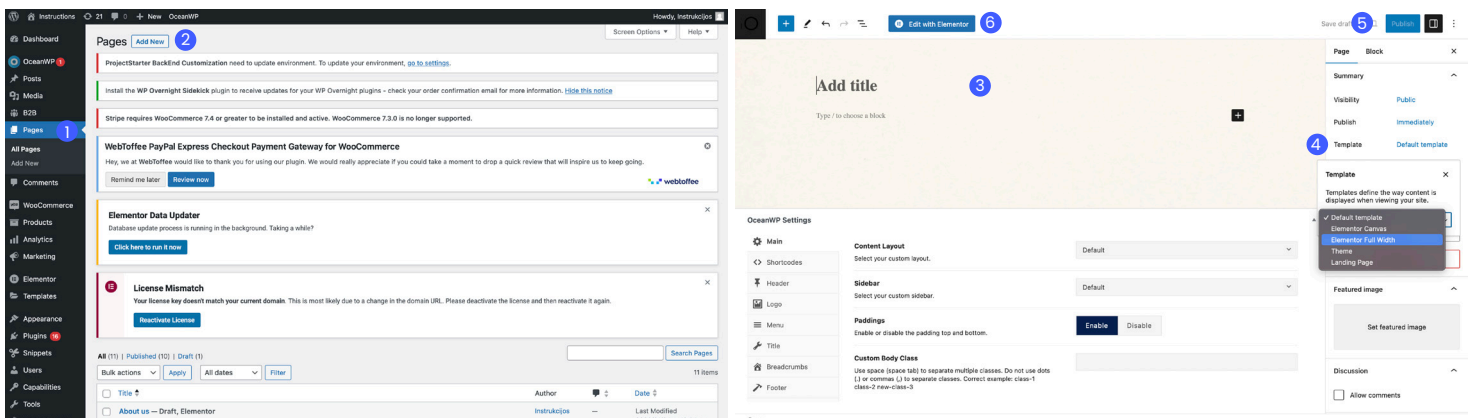 Instructions
21
0
+ New
OceanWP
Howdy, Instrukcijos
Dashboard
OceanWP 1
Posts
Media
B2B
Pages
1
All Pages
Add New
Comments
WooCommerce
Products
Analytics
Marketing
Elementor
Templates
Appearance
Plugins 16
Snippets
Users
Capabilities
Tools
Screen Options ▼
Help ▼
Pages
Add New
2
ProjectStarter BackEnd Customization need to update environment. To update your environment, go to settings.
Install the WP Overnight Sidekick plugin to receive updates for your WP Overnight plugins - check your order confirmation email for more information. Hide this notice
Stripe requires WooCommerce 7.4 or greater to be installed and active. WooCommerce 7.3.0 is no longer supported.
WebToffee PayPal Express Checkout Payment Gateway for WooCommerce
Hey, we at WebToffee would like to thank you for using our plugin. We would really appreciate if you could take a moment to drop a quick review that will inspire us to keep going.
Remind me later
Review now
webtoffee
Elementor Data Updater
Database update process is running in the background. Taking a while?
Click here to run it now
License Mismatch
Your license key doesn't match your current domain. This is most likely due to a change in the domain URL. Please deactivate the license and then reactivate it again.
Reactivate License
All (11) | Published (10) | Draft (1)
Search Pages
Bulk actions
Apply
All dates
Filter
11 items
Title
Author
Date
About us — Draft, Elementor
Instrukcijos
—
Last Modified
Edit with Elementor
6
Save draft
5
Publish
Add title
3
Type / to choose a block
Page
Block
Summary
Visibility
Public
Publish
Immediately
4
Template
Default template
Template
Templates define the way content is
displayed when viewing your site.
✓ Default template
Elementor Canvas
Elementor Full Width
Theme
Landing Page
Featured image
Set featured image
Discussion
Allow comments
OceanWP Settings
Main
Shortcodes
Header
Logo
Menu
Title
Breadcrumbs
Footer
Content Layout
Select your custom layout.
Default
Sidebar
Select your custom sidebar.
Default
Paddings
Enable or disable the padding top and bottom.
Enable
Disable
Custom Body Class
Use space (space tab) to separate multiple classes. Do not use dots
(.) or commas (,) to separate classes. Correct example: class-1
class-2 new-class-3